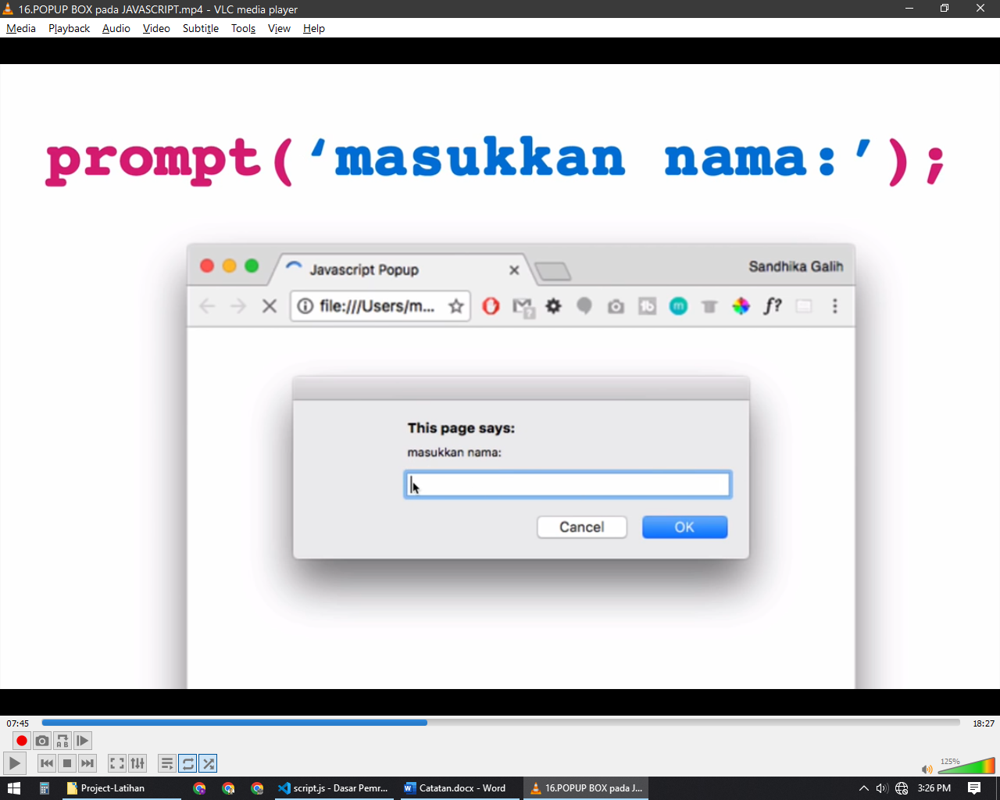 16.POPUP BOX pada JAVASCRIPT.mp4 - VLC media player
Media Playback Audio Video Subtitle Tools View Help
prompt(‘masukkan nama:’);
Javascript Popup
Sandhika Galih
file:///Users/m...
f?
This page says:
masukkan nama:
Cancel OK
07:45 18:27
125%
Project-Latihan script.js - Dasar Pemr... Catatan.docx - Word 16.POPUP BOX pada J... 3:26 PM